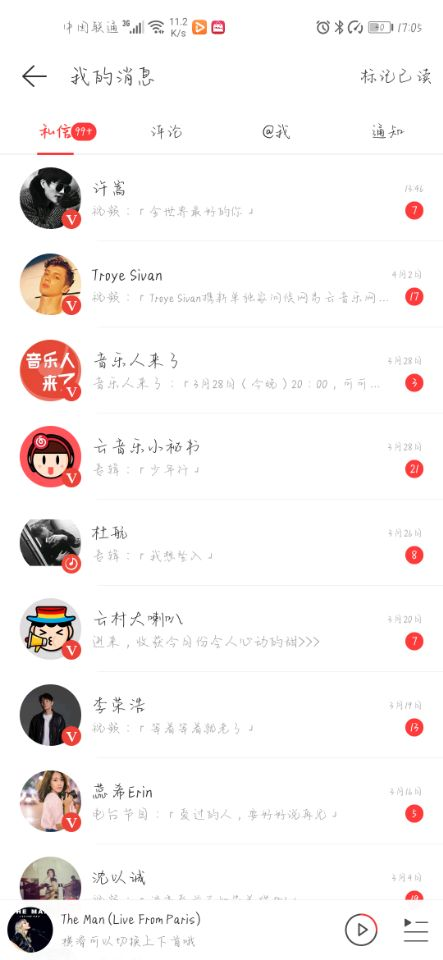 中国联通 3G 11.2 K/s 17:05
我的消息 标记已读
私信 99+ 评论 @我 通知
许嵩 13:46
视频：「全世界最好的你」 7
Troye Sivan 4月2日
视频：「Troye Sivan携新单独家问候网易云音乐网... 17
音乐人来了 3月28日
音乐人来了
音乐人来了：「3月28日（今晚）20：00，可可... 3
云音乐小秘书 3月28日
专辑：「少年行」 21
杜航 3月26日
专辑：「我想坠入」 8
云村大喇叭 3月20日
进来，收获今日份令人心动的甜>>> 7
李荣浩 3月19日
视频：「等着等着就老了」 13
蕊希Erin 3月16日
电台节目：「爱过的人，要好好说再见」 5
沈以诚 3月4日
THE MA
The Man (Live From Paris)
横滑可以切换上下首哦